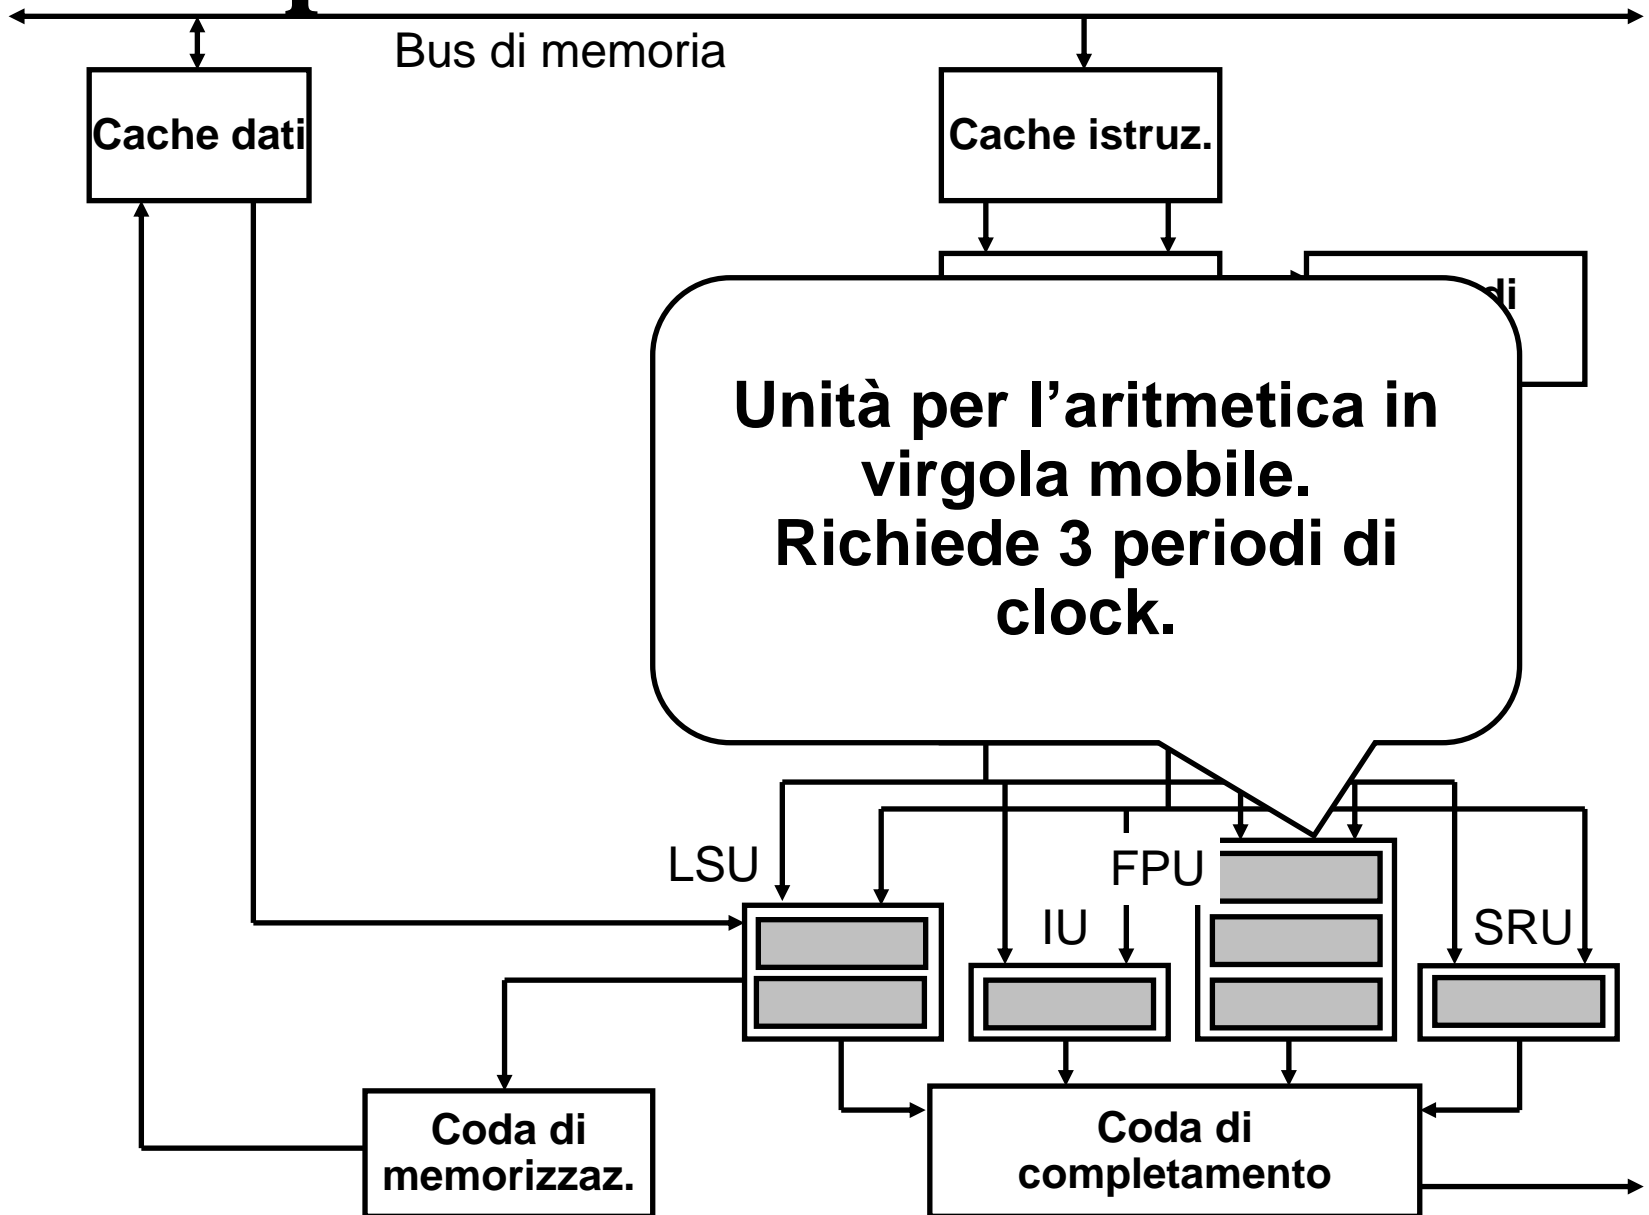 Bus di memoria
Cache dati
Cache istruz.
di
Unità per l’aritmetica in
virgola mobile.
Richiede 3 periodi di
clock.
LSU
FPU
IU
SRU
Coda di
memorizzaz.
Coda di
completamento